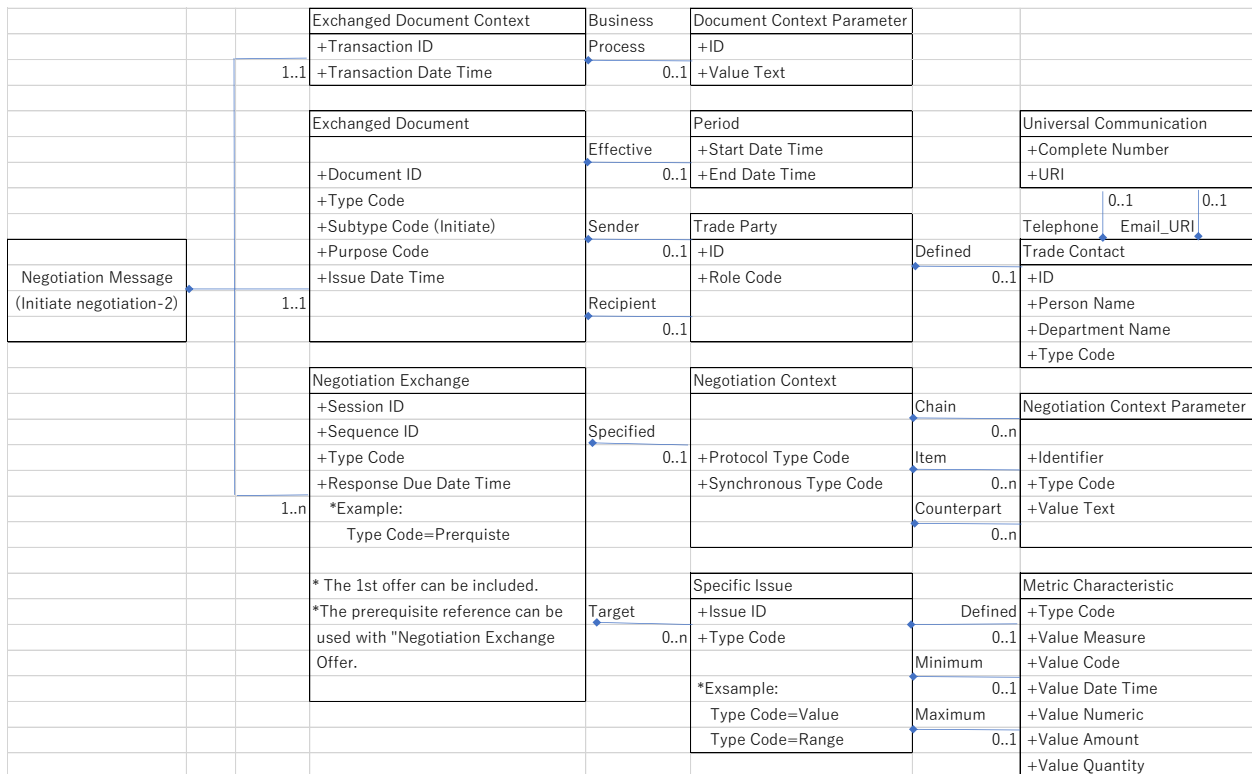 Exchanged Document Context
+Transaction ID
1..1 +Transaction Date Time
Business
Process
0..1
Document Context Parameter
+ID
+Value Text
Exchanged Document
+Document ID
+Type Code
+Subtype Code (Initiate)
+Purpose Code
+Issue Date Time
1..1
Effective
0..1
Period
+Start Date Time
+End Date Time
Universal Communication
+Complete Number
+URI
0..1
0..1
Telephone
Email_URI
Sender
0..1
Trade Party
+ID
+Role Code
Recipient
0..1
Defined
0..1
Trade Contact
+ID
+Person Name
+Department Name
+Type Code
Negotiation Message
(Initiate negotiation-2)
Negotiation Exchange
+Session ID
+Sequence ID
+Type Code
+Response Due Date Time
1..n
*Example:
Type Code=Prerquiste
* The 1st offer can be included.
*The prerequisite reference can be
used with "Negotiation Exchange
Offer.
Specified
0..1
Negotiation Context
+Protocol Type Code
+Synchronous Type Code
Chain
0..n
Item
0..n
Counterpart
0..n
Negotiation Context Parameter
+Identifier
+Type Code
+Value Text
Target
0..n
Specific Issue
+Issue ID
+Type Code
*Exsample:
Type Code=Value
Type Code=Range
Defined
0..1
Minimum
0..1
Maximum
0..1
Metric Characteristic
+Type Code
+Value Measure
+Value Code
+Value Date Time
+Value Numeric
+Value Amount
+Value Quantity